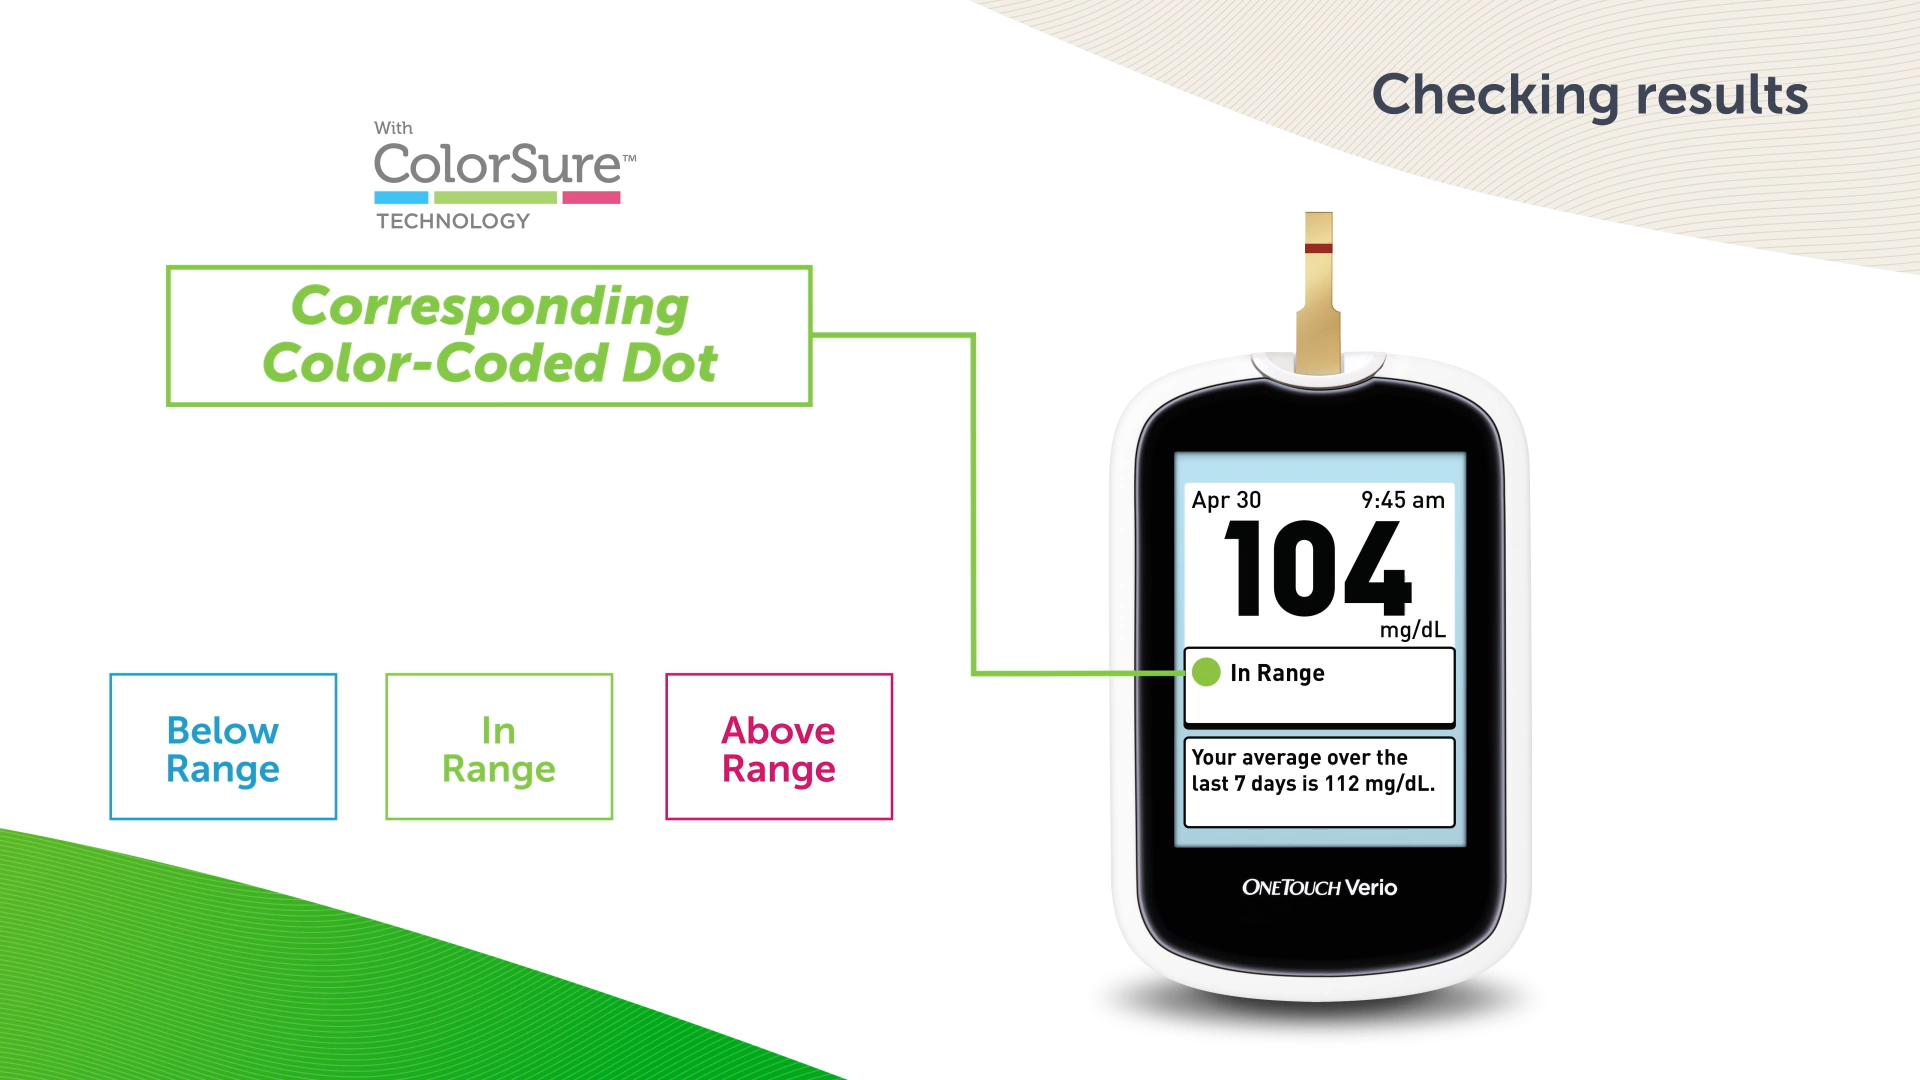 Checking results
With
ColorSure™
TECHNOLOGY
Corresponding
Color-Coded Dot
Below
Range
In
Range
Above
Range
Apr 30 9:45 am
104
mg/dL
In Range
Your average over the
last 7 days is 112 mg/dL.
ONETOUCH Verio